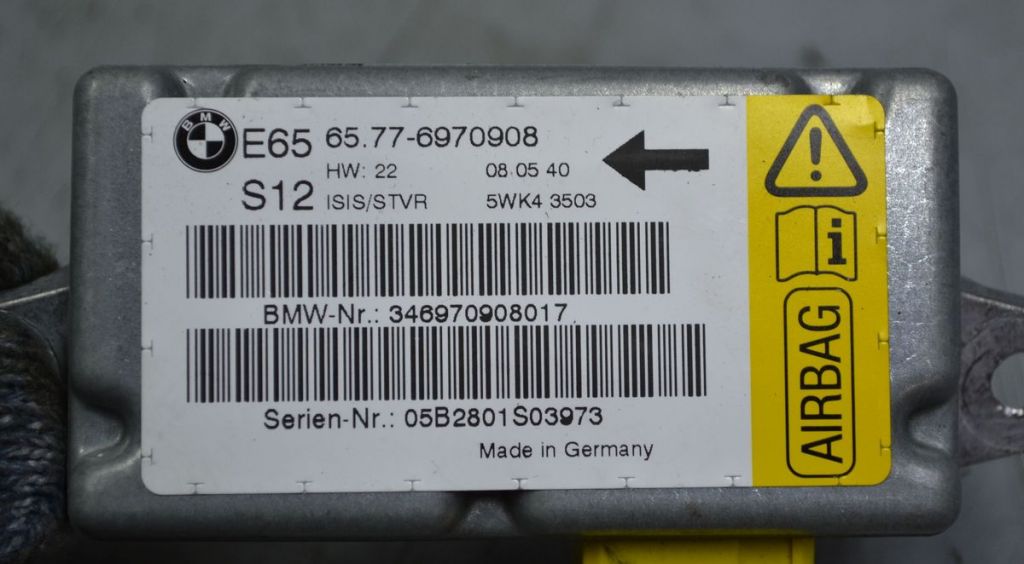 BMW
E65 65.77-6970908
HW: 22 08 05 40
S12 ISIS/STVR 5WK4 3503
BMW-Nr.: 346970908017
Serien-Nr.: 05B2801S03973
Made in Germany
!
i
AIRBAG